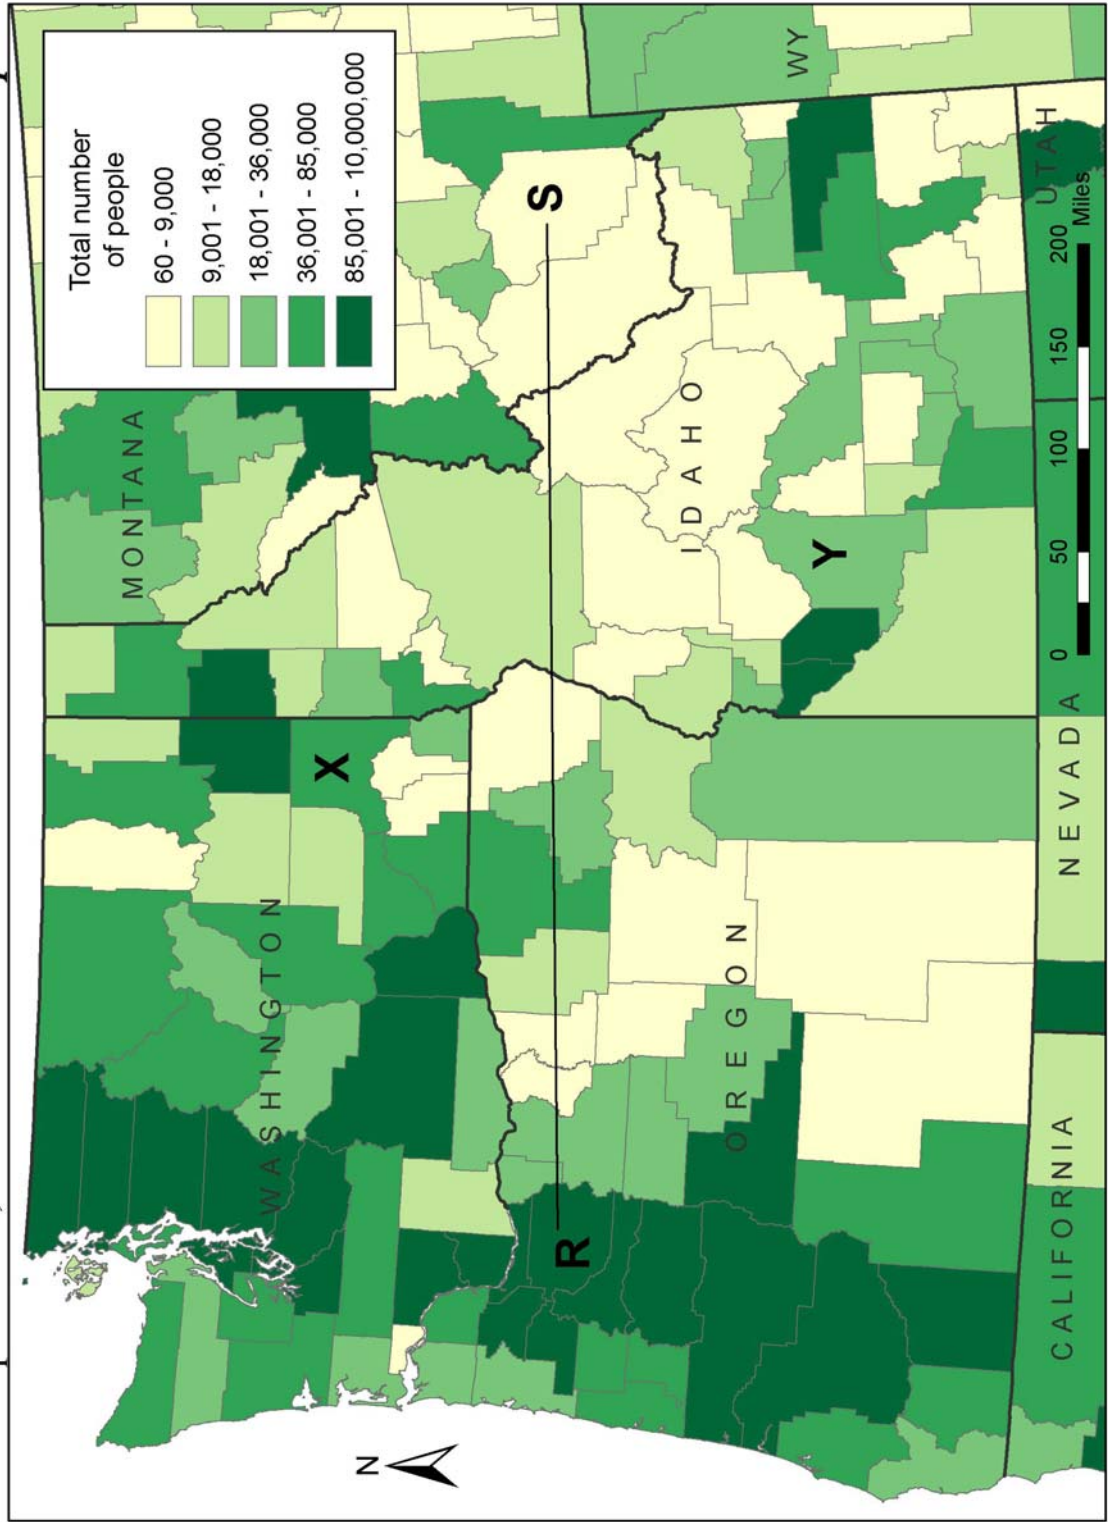 Total number
of people
60 - 9,000
9,001 - 18,000
18,001 - 36,000
36,001 - 85,000
85,001 - 10,000,000
MONTANA
WASHINGTON
X
S
R
WY
IDAHO
OREGON
Y
N
UTAH
NEVADA
CALIFORNIA
0 50 100 150 200
Miles